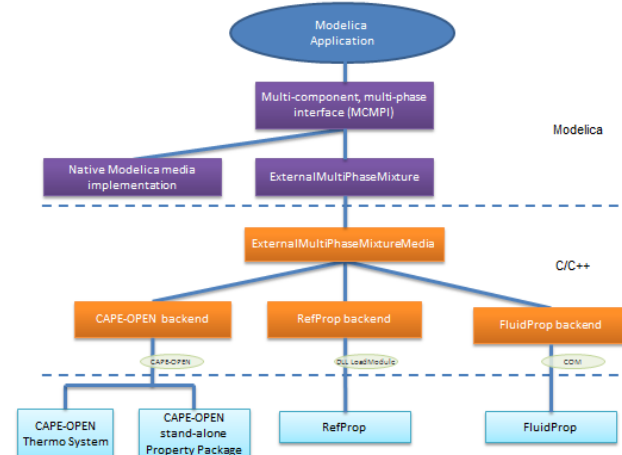 Modelica
Application
Multi-component, multi-phase
interface (MCMPI)
Modelica
Native Modelica media
implementation
ExternalMultiPhaseMixture
ExternalMultiPhaseMixtureMedia
C/C++
CAPE-OPEN backend
RefProp backend
FluidProp backend
CAPE-OPEN
DLL LoadModule
COM
CAPE-OPEN
Thermo System
CAPE-OPEN
stand-alone
Property Package
RefProp
FluidProp